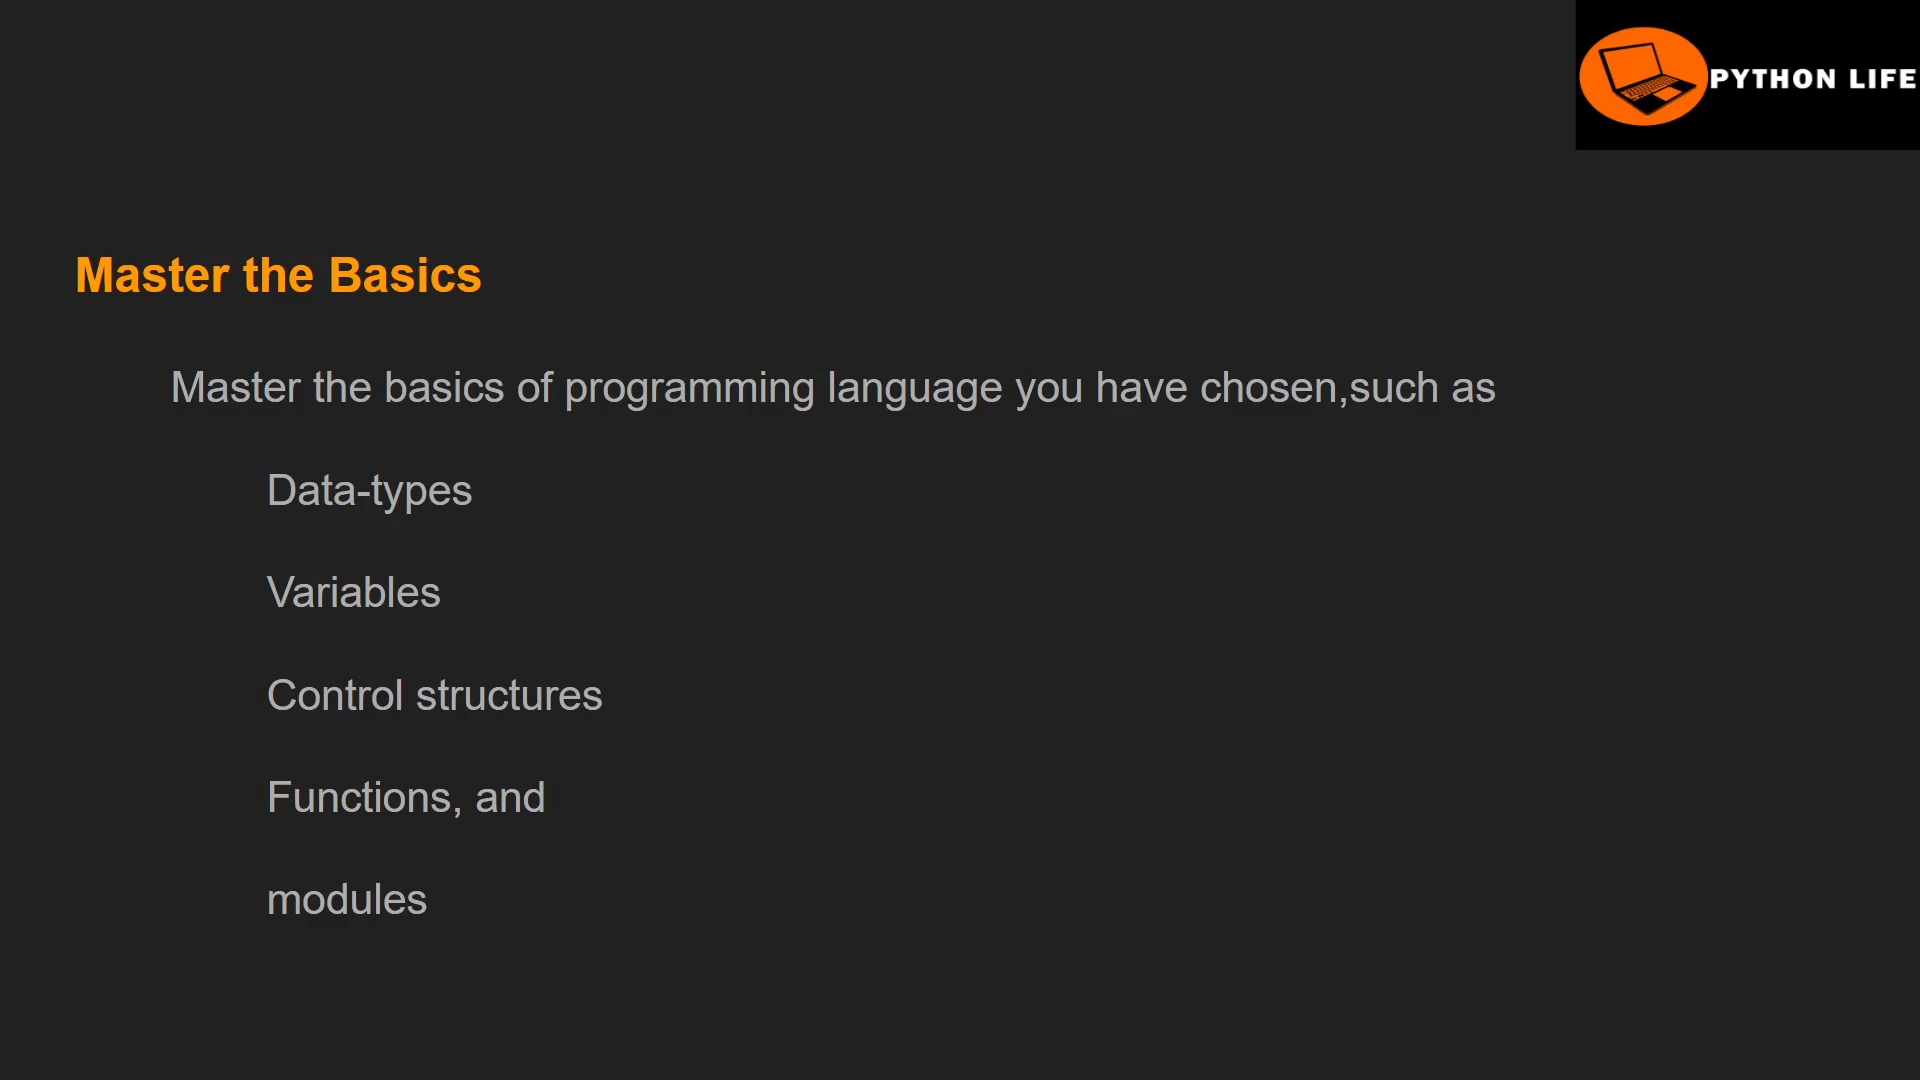 PYTHON LIFE
Master the Basics
Master the basics of programming language you have chosen,such as
Data-types
Variables
Control structures
Functions, and
modules